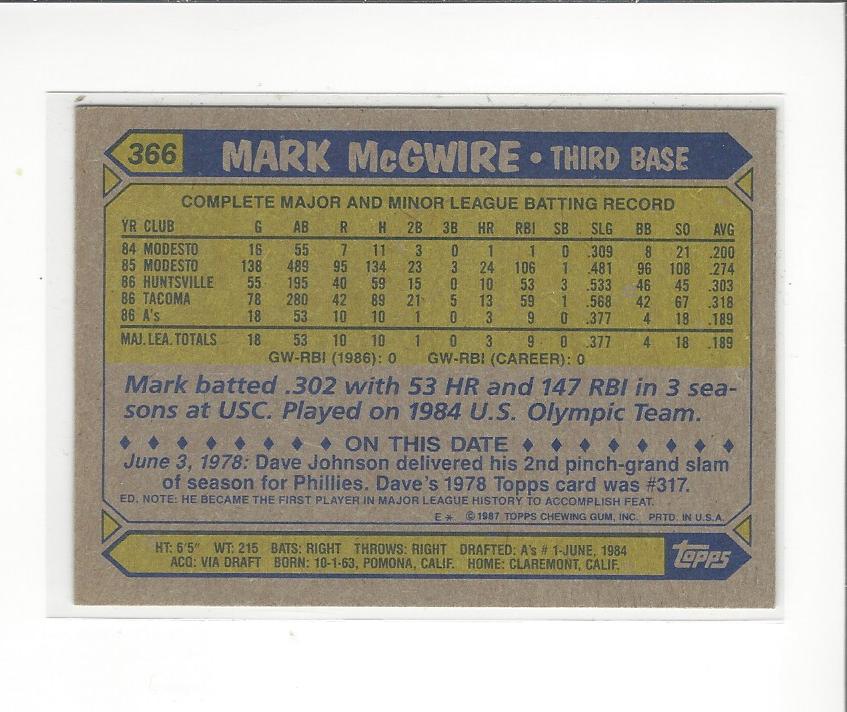 366 MARK McGWIRE • THIRD BASE
COMPLETE MAJOR AND MINOR LEAGUE BATTING RECORD
YR CLUB G AB R H 2B 3B HR RBI SB SLG BB SO AVG
84 MODESTO 16 55 7 11 3 0 1 1 0 .309 8 21 .200
85 MODESTO 138 489 95 134 23 3 24 106 1 .481 96 108 .274
86 HUNTSVILLE 55 195 40 59 15 0 10 53 3 .533 46 45 .303
86 TACOMA 78 280 42 89 21 5 13 59 1 .568 42 67 .318
86 A's 18 53 10 10 1 0 3 9 0 .377 4 18 .189
MAJ. LEA. TOTALS 18 53 10 10 1 0 3 9 0 .377 4 18 .189
GW-RBI (1986): 0 GW-RBI (CAREER): 0
Mark batted .302 with 53 HR and 147 RBI in 3 sea-
sons at USC. Played on 1984 U.S. Olympic Team.
ON THIS DATE
June 3, 1978: Dave Johnson delivered his 2nd pinch-grand slam
of season for Phillies. Dave's 1978 Topps card was #317.
ED. NOTE: HE BECAME THE FIRST PLAYER IN MAJOR LEAGUE HISTORY TO ACCOMPLISH FEAT.
E* © 1987 TOPPS CHEWING GUM, INC. PRTD. IN U.S.A.
HT: 6'5" WT: 215 BATS: RIGHT THROWS: RIGHT DRAFTED: A's # 1-JUNE, 1984
ACQ: VIA DRAFT BORN: 10-1-63, POMONA, CALIF. HOME: CLAREMONT, CALIF.
topps